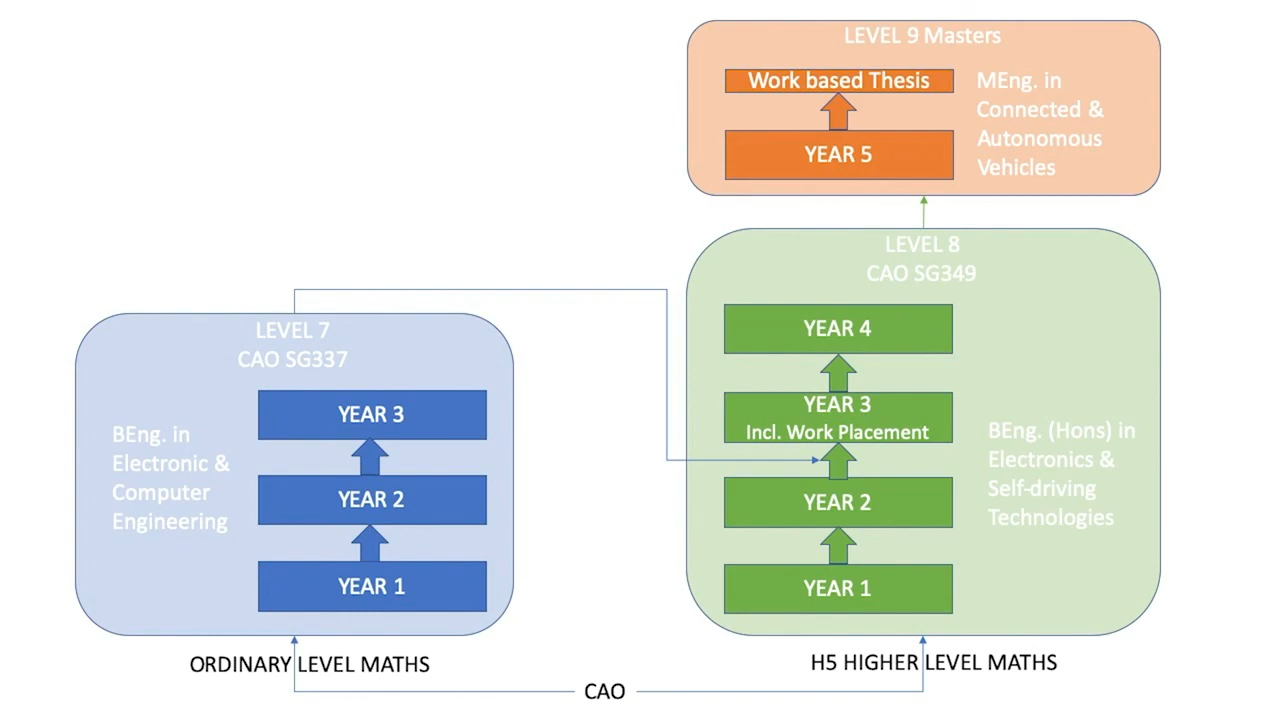 LEVEL 9 Masters
Work based Thesis
YEAR 5
MEng. in
Connected &
Autonomous
Vehicles
LEVEL 7
CAO SG337
YEAR 3
YEAR 2
YEAR 1
BEng. in
Electronic &
Computer
Engineering
LEVEL 8
CAO SG349
YEAR 4
YEAR 3
Incl. Work Placement
YEAR 2
YEAR 1
BEng. (Hons) in
Electronics &
Self-driving
Technologies
ORDINARY LEVEL MATHS
H5 HIGHER LEVEL MATHS
CAO